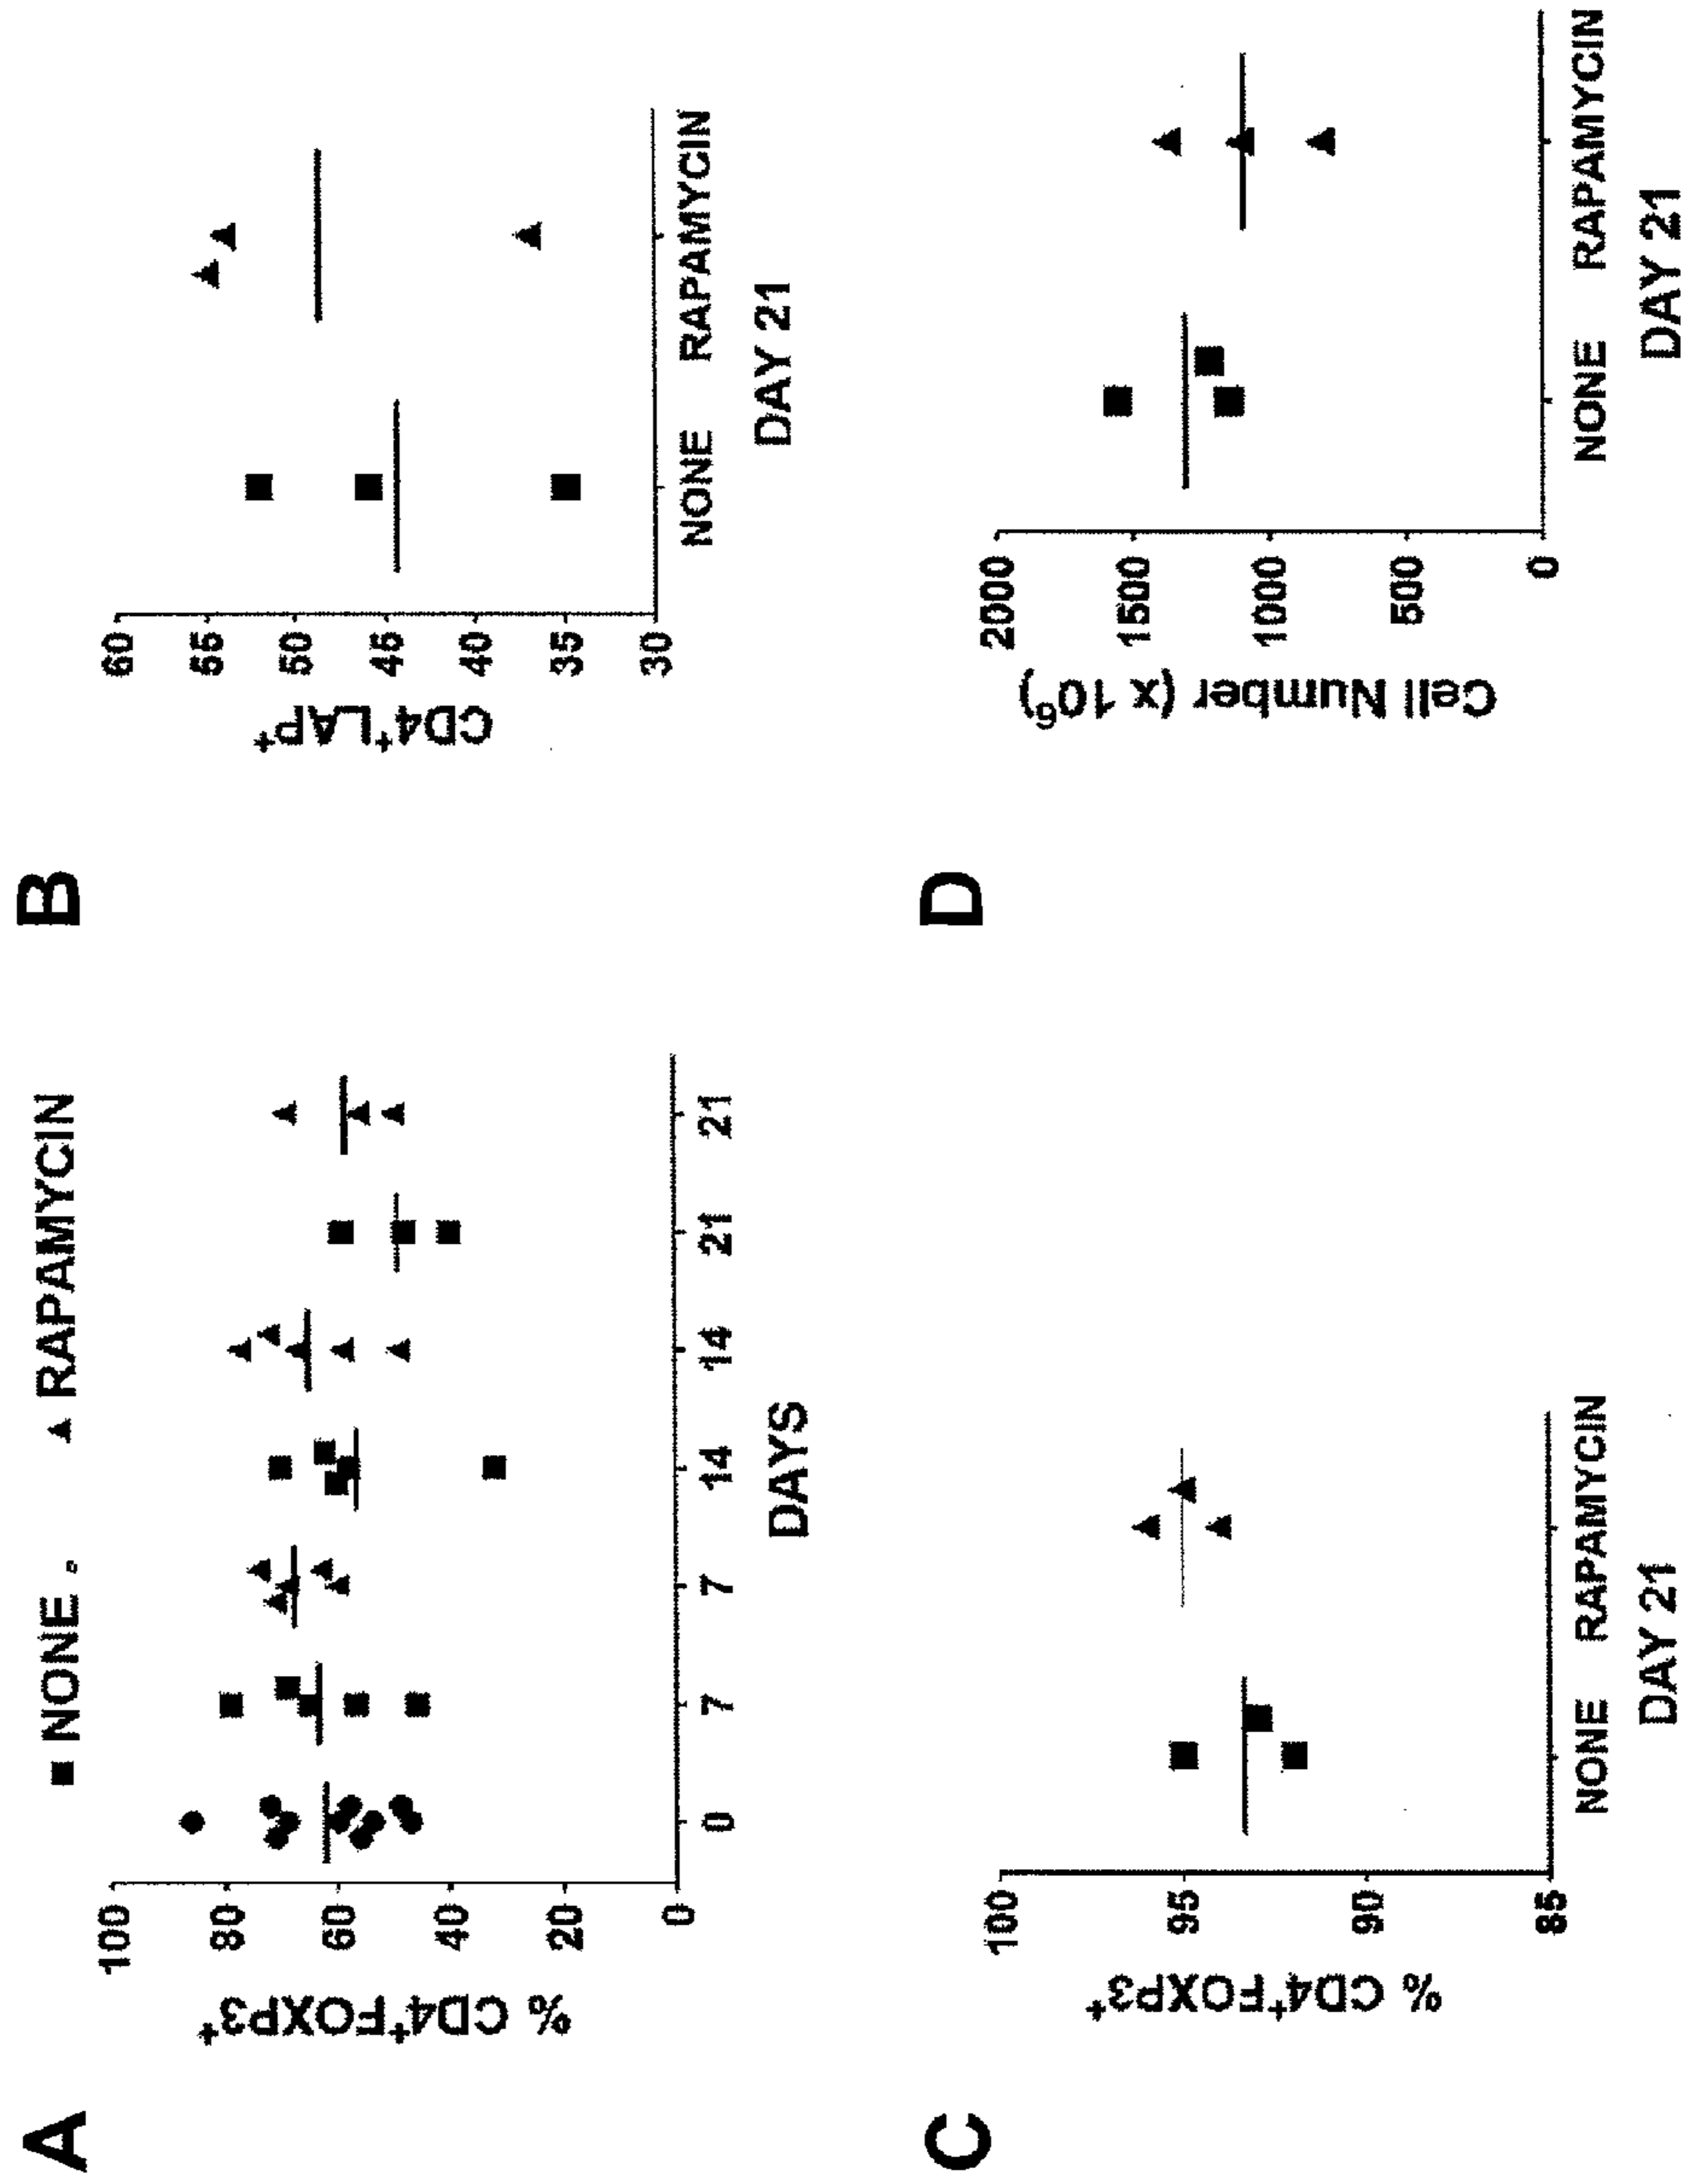 A
■ NONE ▲ RAPAMYCIN
% CD4⁺FOXP3⁺
100
80
60
40
20
0
0 7 7 14 14 21 21
DAYS
B
CD4⁺LAP⁺
60
55
50
45
40
35
30
NONE RAPAMYCIN
DAY 21
C
% CD4⁺FOXP3⁺
100
95
90
85
NONE RAPAMYCIN
DAY 21
D
Cell Number (x 10⁶)
2000
1500
1000
500
0
NONE RAPAMYCIN
DAY 21